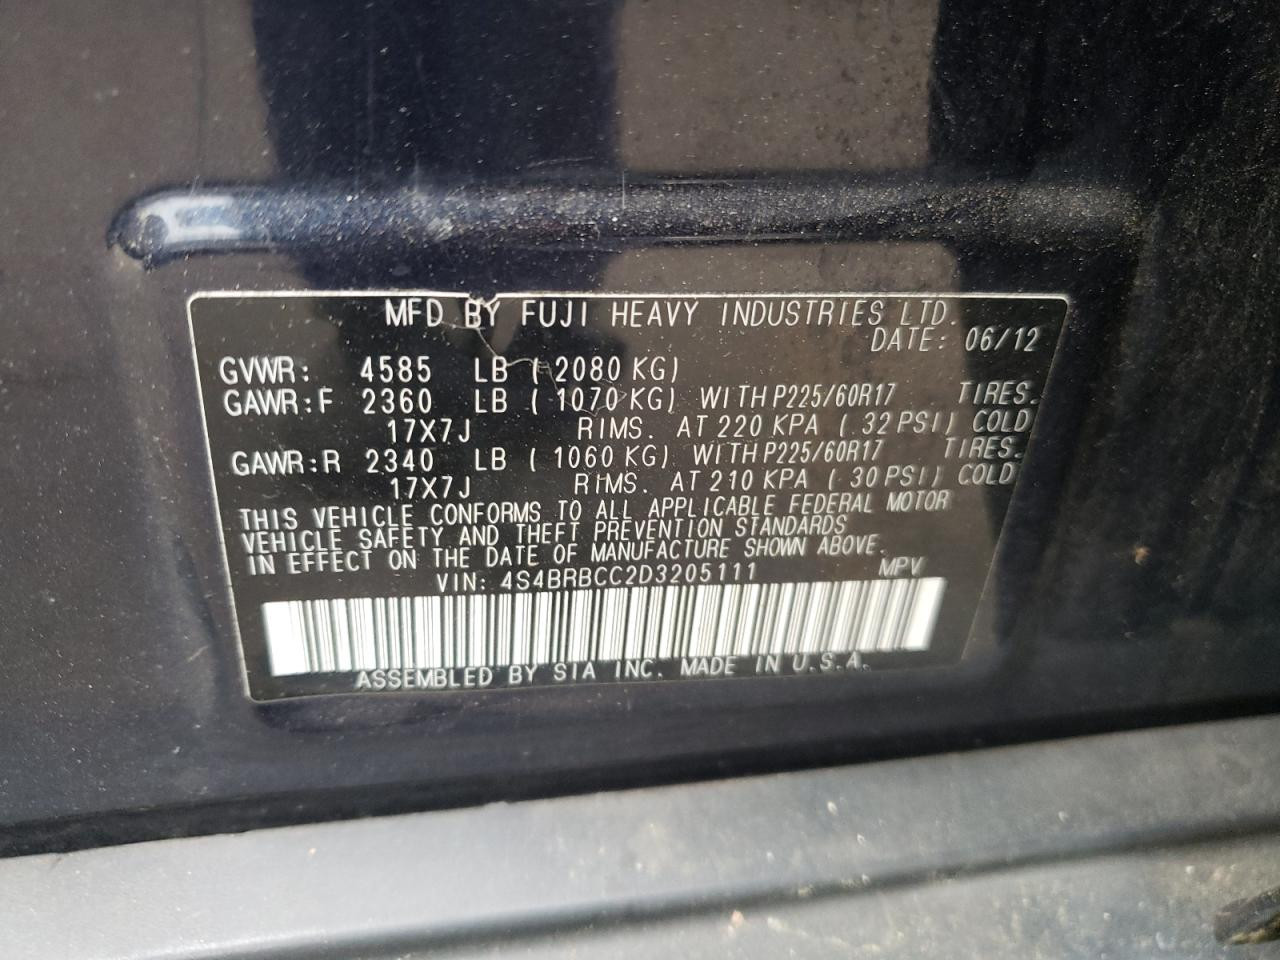 MFD BY FUJI HEAVY INDUSTRIES LTD.
DATE: 06/12
GVWR: 4585 LB ( 2080 KG)
GAWR:F 2360 LB ( 1070 KG) WITH P225/60R17 TIRES.
17X7J RIMS. AT 220 KPA ( 32 PSI) COLD
GAWR:R 2340 LB ( 1060 KG) WITH P225/60R17 TIRES.
17X7J RIMS. AT 210 KPA ( 30 PSI) COLD
THIS VEHICLE CONFORMS TO ALL APPLICABLE FEDERAL MOTOR
VEHICLE SAFETY AND THEFT PREVENTION STANDARDS
IN EFFECT ON THE DATE OF MANUFACTURE SHOWN ABOVE.
VIN: 4S4BRBCC2D3205111 MPV
ASSEMBLED BY SIA INC. MADE IN U.S.A.